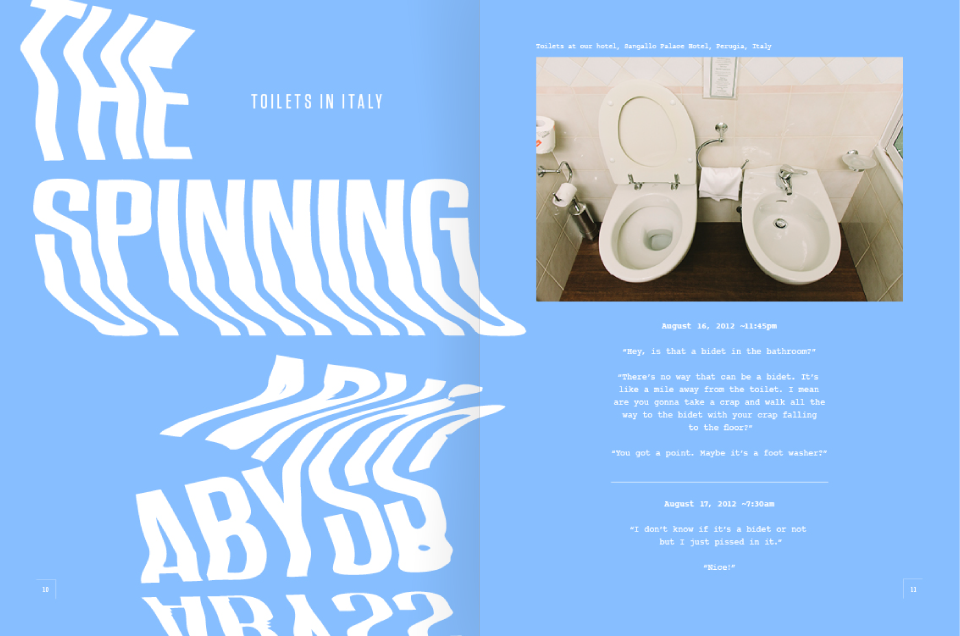 THE
SPINNING
ABYSS
ABYSS
ABYSS
TOILETS IN ITALY
10
Toilets at our hotel, Sangallo Palace Hotel, Perugia, Italy
August 16, 2012 ~11:45pm
"Hey, is that a bidet in the bathroom?"
"There's no way that can be a bidet. It's
like a mile away from the toilet. I mean
are you gonna take a crap and walk all the
way to the bidet with your crap falling
to the floor?"
"You got a point. Maybe it's a foot washer?"
August 17, 2012 ~7:30am
"I don't know if it's a bidet or not
but I just pissed in it."
"Nice!"
11